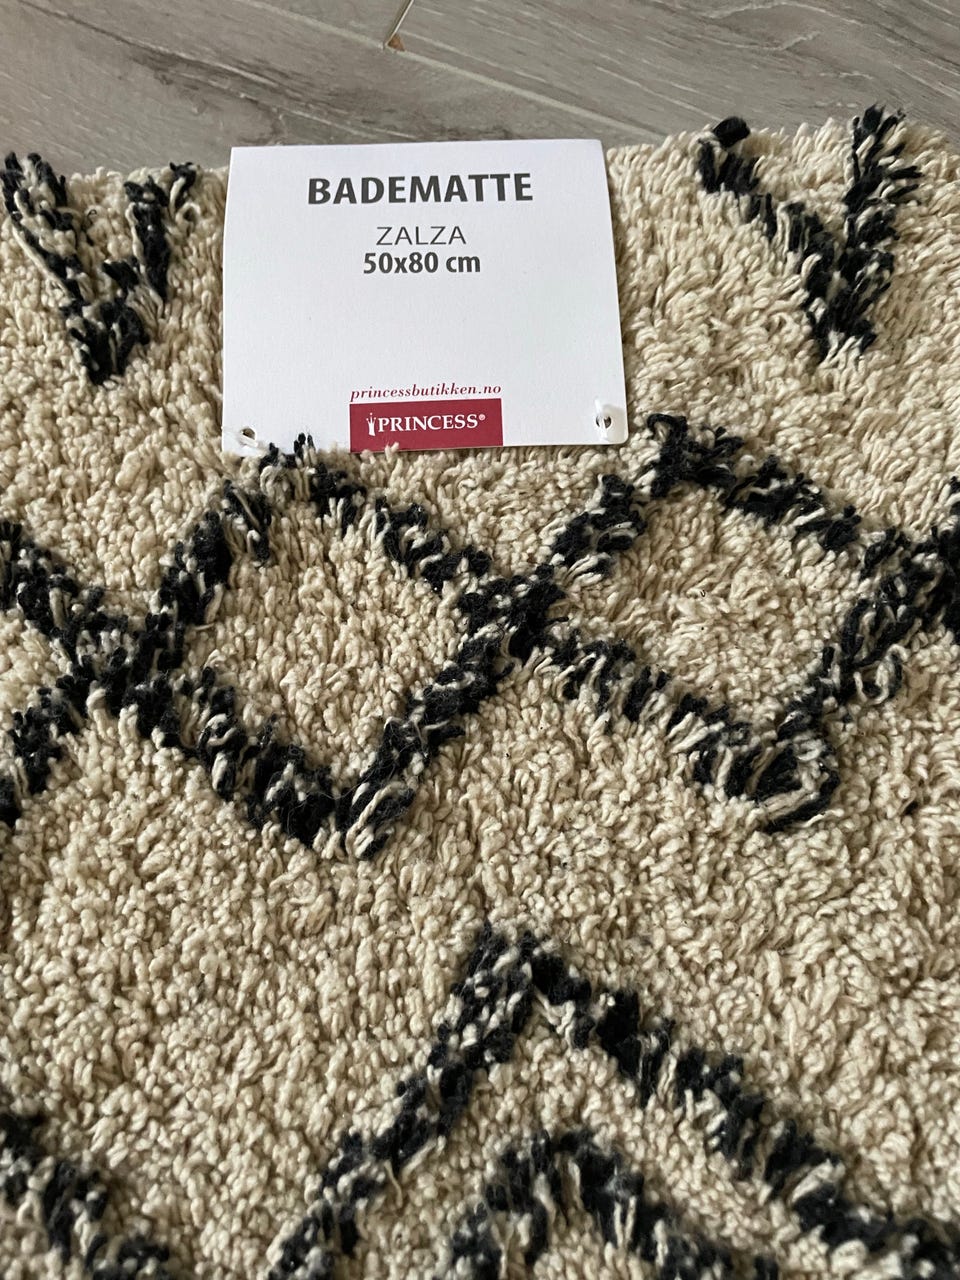 BADEMATTE
ZALZA
50x80 cm
princessbutikken.no
PRINCESS®